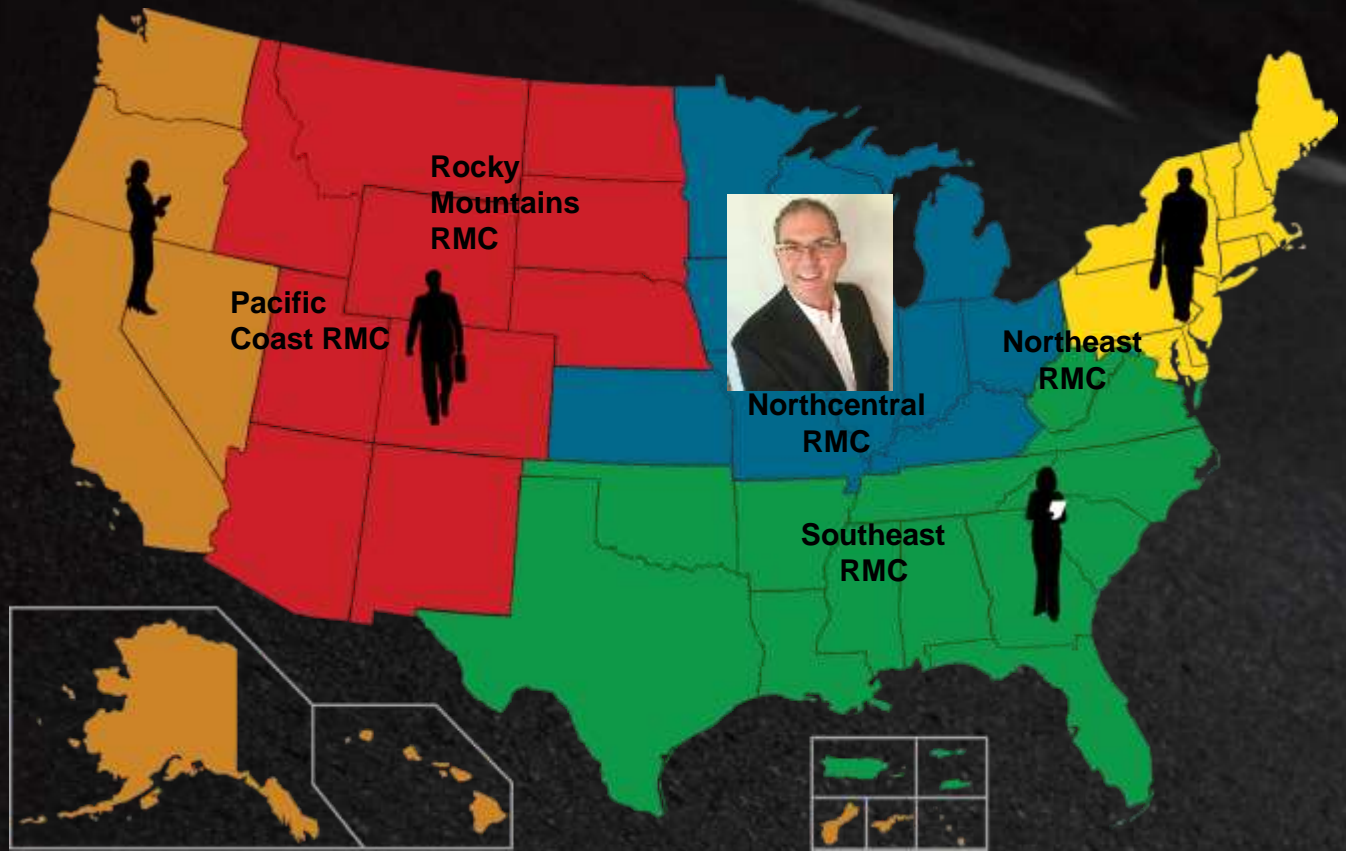 Rocky
Mountains
RMC
Pacific
Coast RMC
Northeast
RMC
Northcentral
RMC
Southeast
RMC